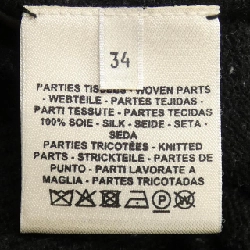 34
PARTIES TISSEES - WOVEN PARTS
WEBTEILE - PARTES TEJIDAS -
PARTI TESSUTE - PARTES TECIDAS
100% SOIE - SILK - SEIDE - SETA -
SEDA
PARTIES TRICOTÉES - KNITTED
PARTS - STRICKTEILE - PARTES DE
PUNTO - PARTI LAVORATE A
MAGLIA - PARTES TRICOTADAS
P